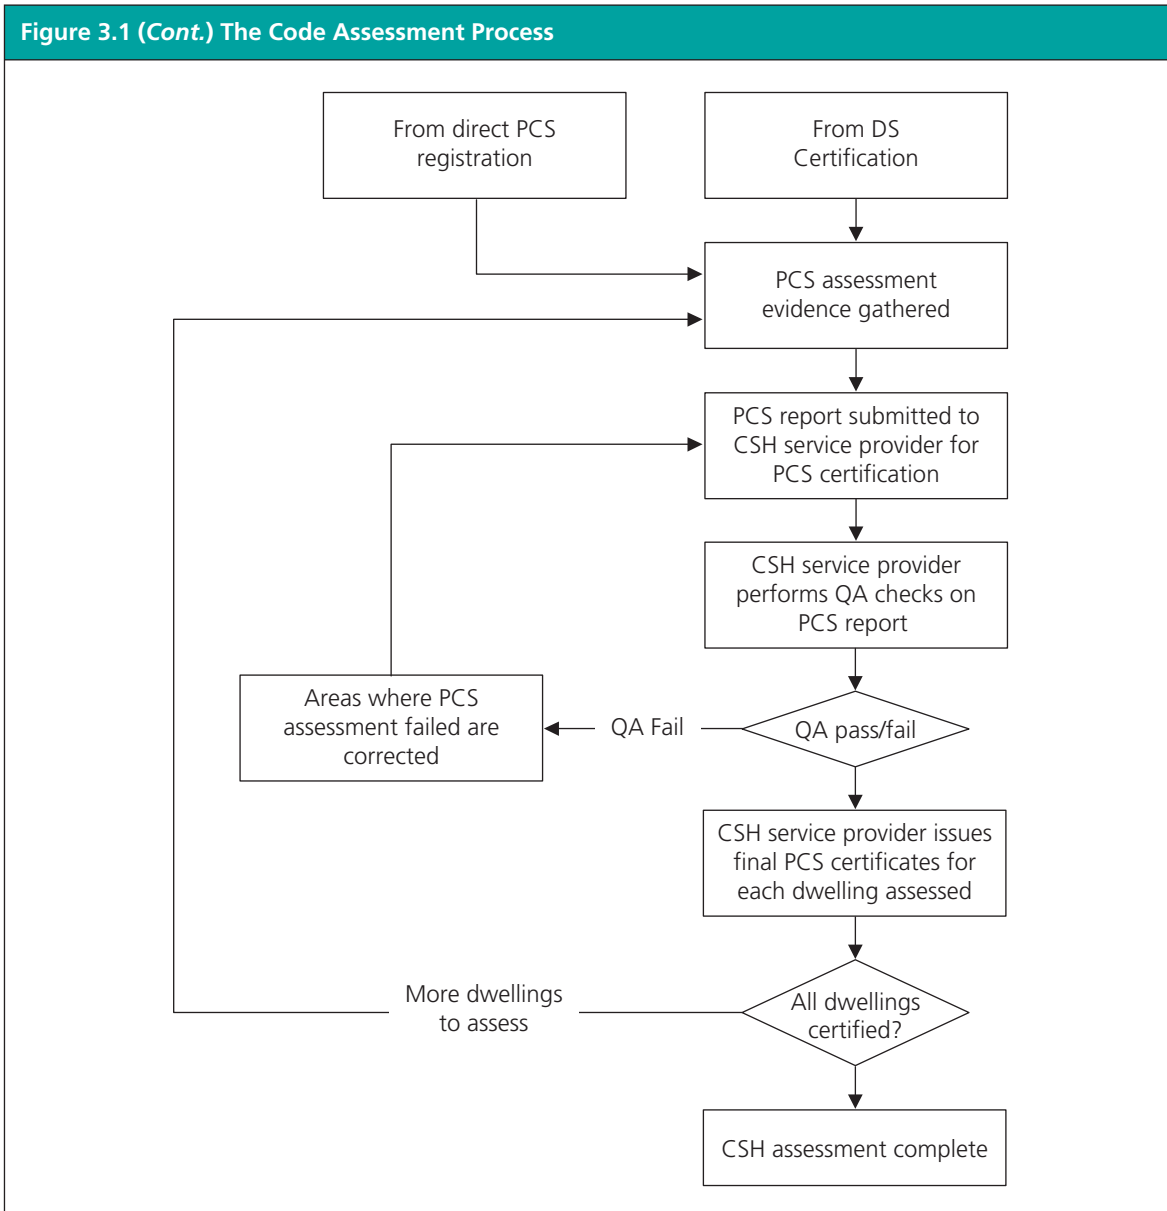 Figure 3.1 (Cont.) The Code Assessment Process
From direct PCS
registration
From DS
Certification
PCS assessment
evidence gathered
PCS report submitted to
CSH service provider for
PCS certification
CSH service provider
performs QA checks on
PCS report
Areas where PCS
assessment failed are
corrected
QA Fail
QA pass/fail
CSH service provider issues
final PCS certificates for
each dwelling assessed
More dwellings
to assess
All dwellings
certified?
CSH assessment complete